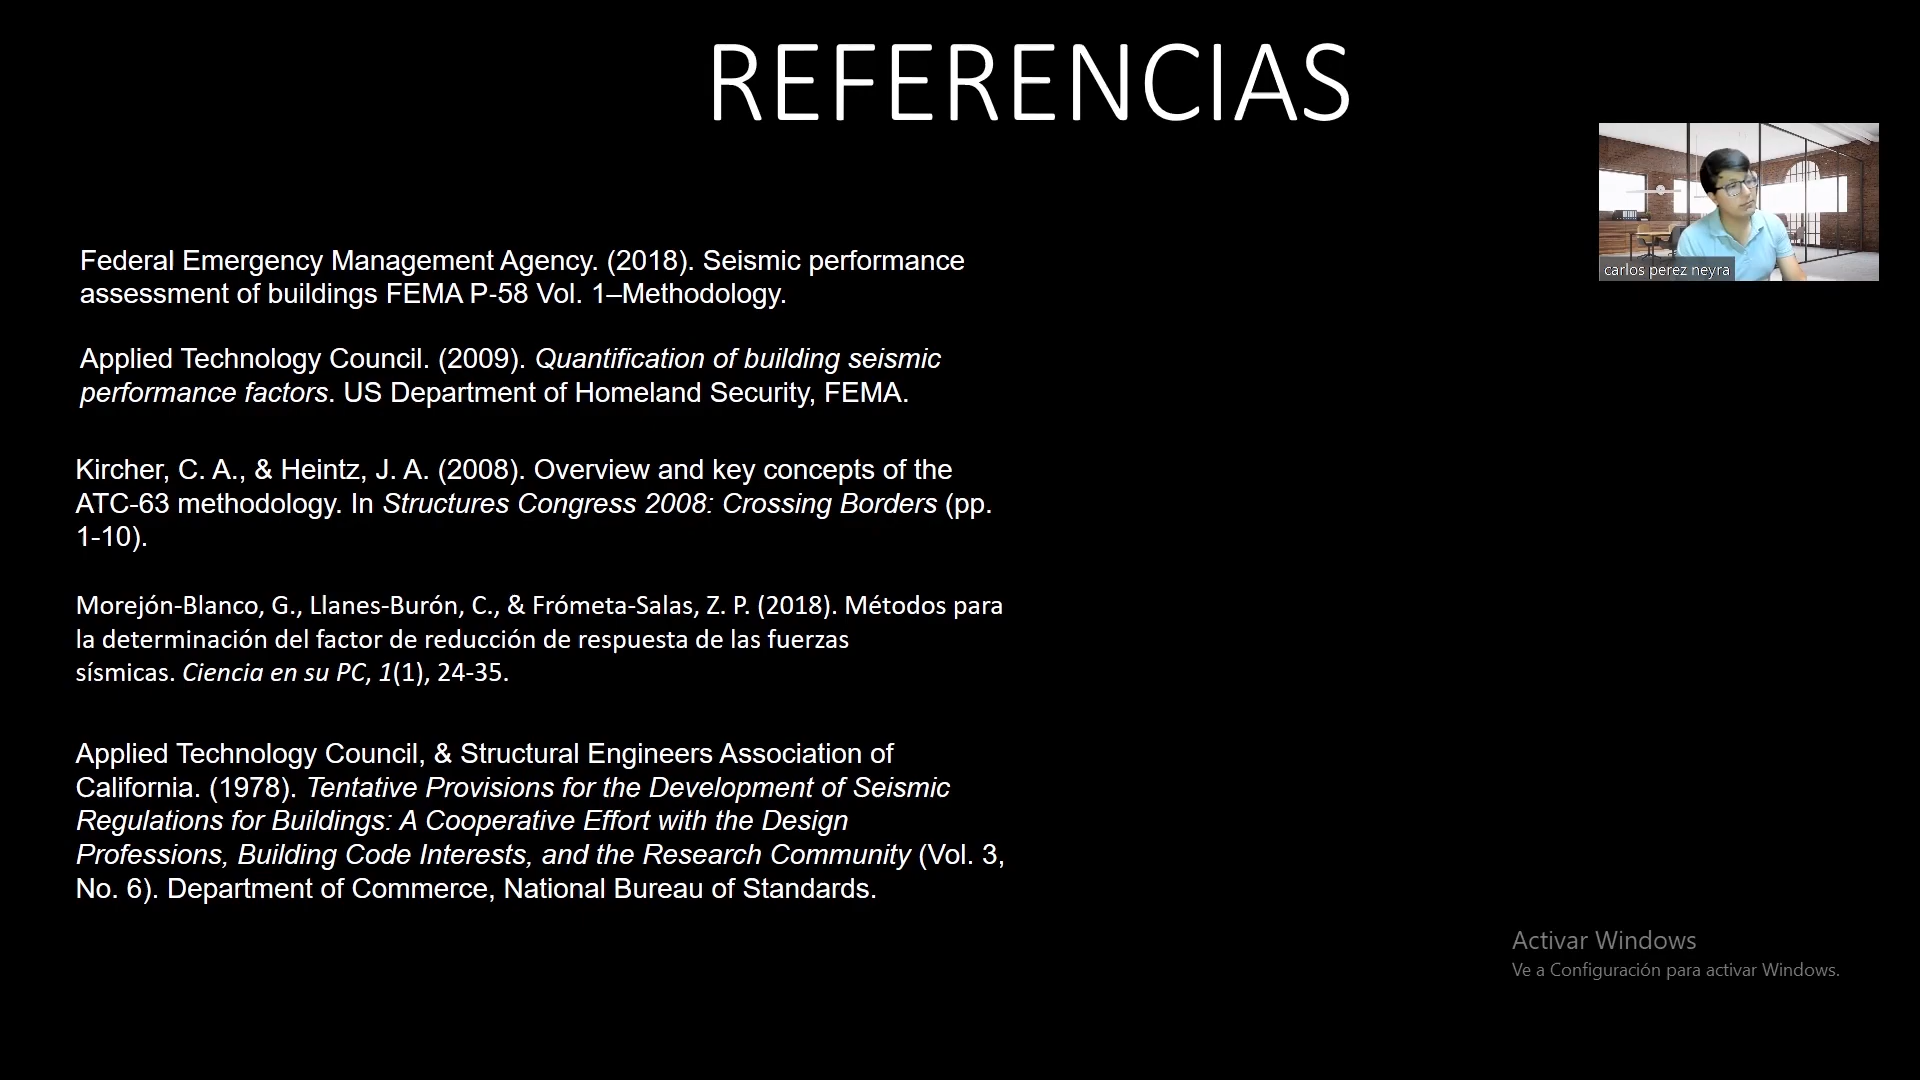 REFERENCIAS
carlos perez neyra
Federal Emergency Management Agency. (2018). Seismic performance
assessment of buildings FEMA P-58 Vol. 1–Methodology.
Applied Technology Council. (2009). Quantification of building seismic
performance factors. US Department of Homeland Security, FEMA.
Kircher, C. A., & Heintz, J. A. (2008). Overview and key concepts of the
ATC-63 methodology. In Structures Congress 2008: Crossing Borders (pp.
1-10).
Morejón-Blanco, G., Llanes-Burón, C., & Frómeta-Salas, Z. P. (2018). Métodos para
la determinación del factor de reducción de respuesta de las fuerzas
sísmicas. Ciencia en su PC, 1(1), 24-35.
Applied Technology Council, & Structural Engineers Association of
California. (1978). Tentative Provisions for the Development of Seismic
Regulations for Buildings: A Cooperative Effort with the Design
Professions, Building Code Interests, and the Research Community (Vol. 3,
No. 6). Department of Commerce, National Bureau of Standards.
Activar Windows
Ve a Configuración para activar Windows.